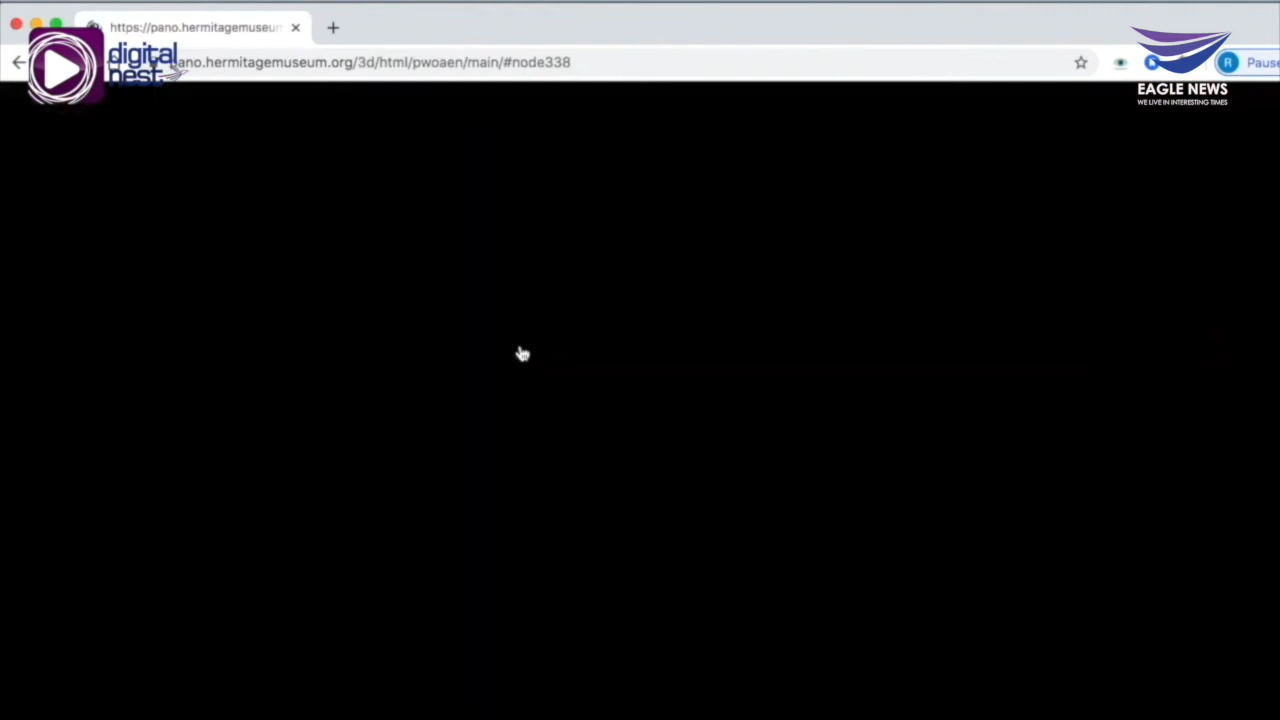 https://pano.hermitagemuseum
digital
nest
pano.hermitagemuseum.org/3d/html/pwoaen/main/#node338
R
Pause
EAGLE NEWS
WE LIVE IN INTERESTING TIMES